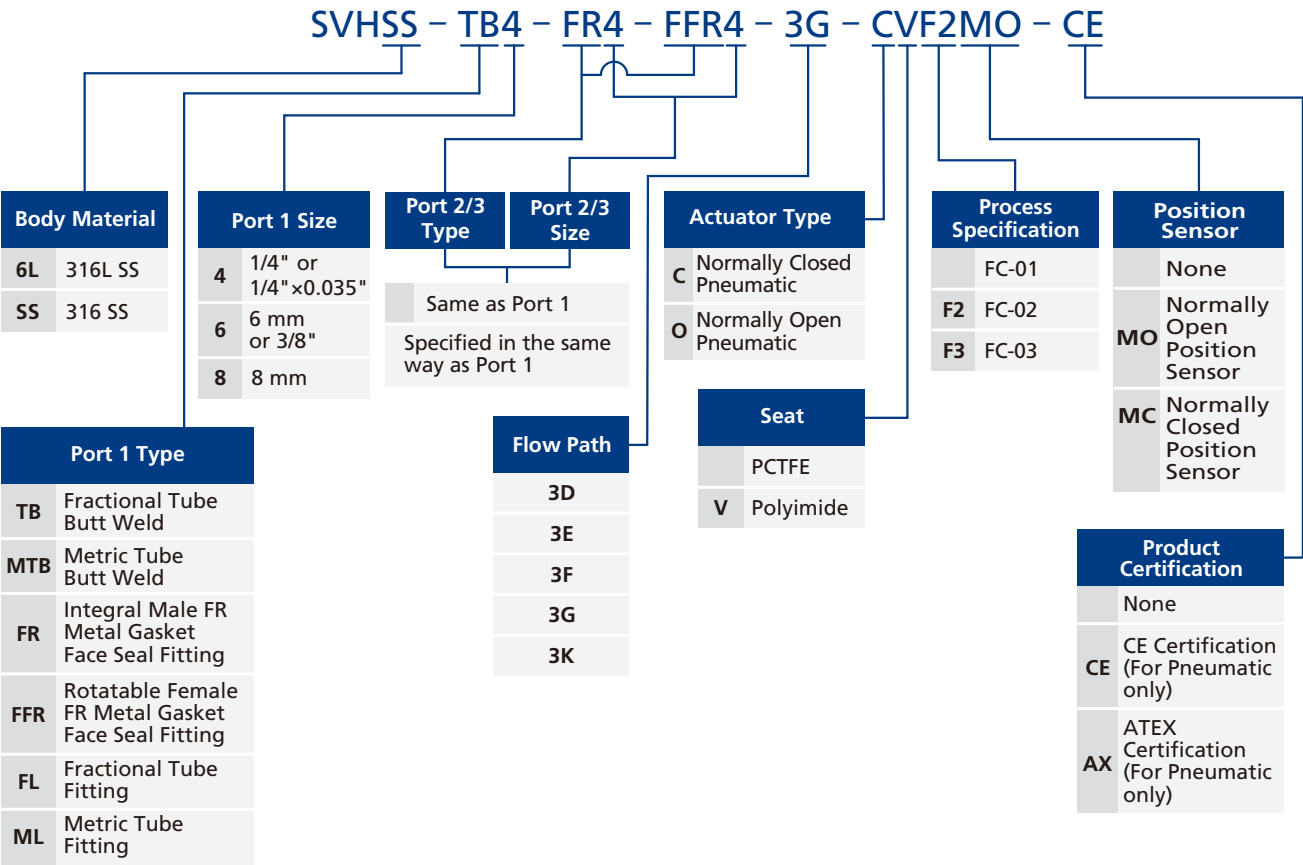 SVHSS – TB4 – FR4 – FFR4 – 3G – CVF2MO – CE
Body Material
6L 316L SS
SS 316 SS
Port 1 Size
4 1/4" or
1/4"×0.035"
6 6 mm
or 3/8"
8 8 mm
Port 2/3
Type
Port 2/3
Size
Same as Port 1
Specified in the same
way as Port 1
Actuator Type
C Normally Closed
Pneumatic
O Normally Open
Pneumatic
Process
Specification
FC-01
F2 FC-02
F3 FC-03
Position
Sensor
None
MO Normally
Open
Position
Sensor
MC Normally
Closed
Position
Sensor
Port 1 Type
TB Fractional Tube
Butt Weld
MTB Metric Tube
Butt Weld
FR Integral Male FR
Metal Gasket
Face Seal Fitting
FFR Rotatable Female
FR Metal Gasket
Face Seal Fitting
FL Fractional Tube
Fitting
ML Metric Tube
Fitting
Flow Path
3D
3E
3F
3G
3K
Seat
PCTFE
V Polyimide
Product
Certification
None
CE CE Certification
(For Pneumatic
only)
AX ATEX
Certification
(For Pneumatic
only)